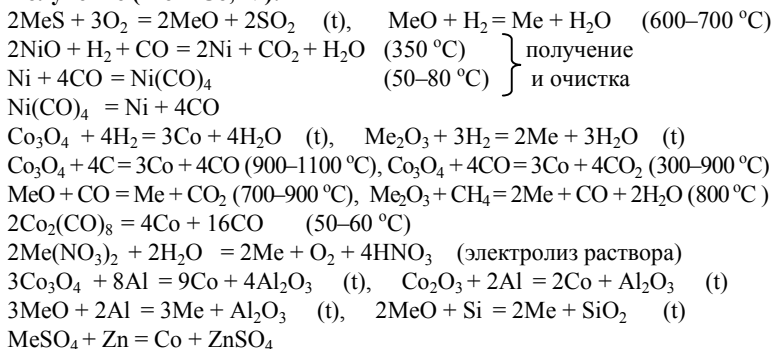 2MeS + 3O₂ = 2MeO + 2SO₂ (t), MeO + H₂ = Me + H₂O (600–700 °C)
2NiO + H₂ + CO = 2Ni + CO₂ + H₂O (350 °C) получение
Ni + 4CO = Ni(CO)₄ (50–80 °C) и очистка
Ni(CO)₄ = Ni + 4CO
Co₃O₄ + 4H₂ = 3Co + 4H₂O (t), Me₂O₃ + 3H₂ = 2Me + 3H₂O (t)
Co₃O₄ + 4C = 3Co + 4CO (900–1100 °C), Co₃O₄ + 4CO = 3Co + 4CO₂ (300–900 °C)
MeO + CO = Me + CO₂ (700–900 °C), Me₂O₃ + CH₄ = 2Me + CO + 2H₂O (800 °C )
2Co₂(CO)₈ = 4Co + 16CO (50–60 °C)
2Me(NO₃)₂ + 2H₂O = 2Me + O₂ + 4HNO₃ (электролиз раствора)
3Co₃O₄ + 8Al = 9Co + 4Al₂O₃ (t), Co₂O₃ + 2Al = 2Co + Al₂O₃ (t)
3MeO + 2Al = 3Me + Al₂O₃ (t), 2MeO + Si = 2Me + SiO₂ (t)
MeSO₄ + Zn = Co + ZnSO₄